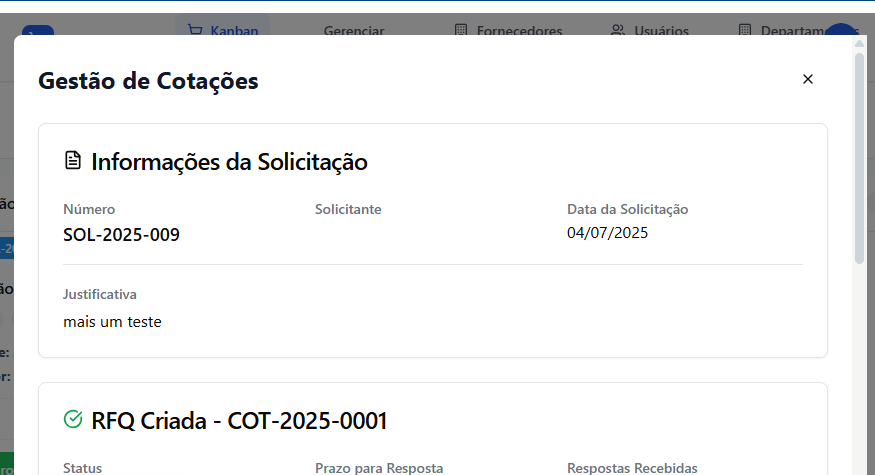 Kanban Gerenciar Fornecedores Usuários
Gestão de Cotações
Informações da Solicitação
Número Solicitante Data da Solicitação
SOL-2025-009 04/07/2025
Justificativa
mais um teste
RFQ Criada - COT-2025-0001
Status Prazo para Resposta Respostas Recebidas